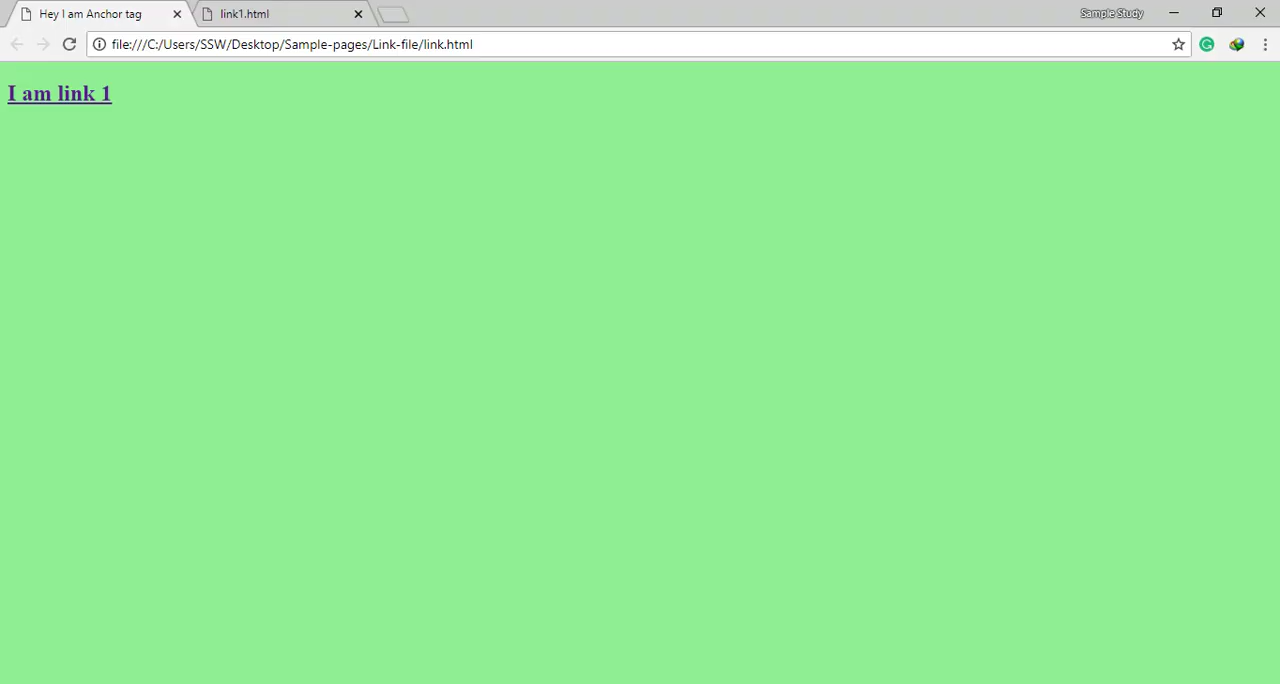 Hey I am Anchor tag
link1.html
Sample Study
file:///C:/Users/SSW/Desktop/Sample-pages/Link-file/link.html
I am link 1